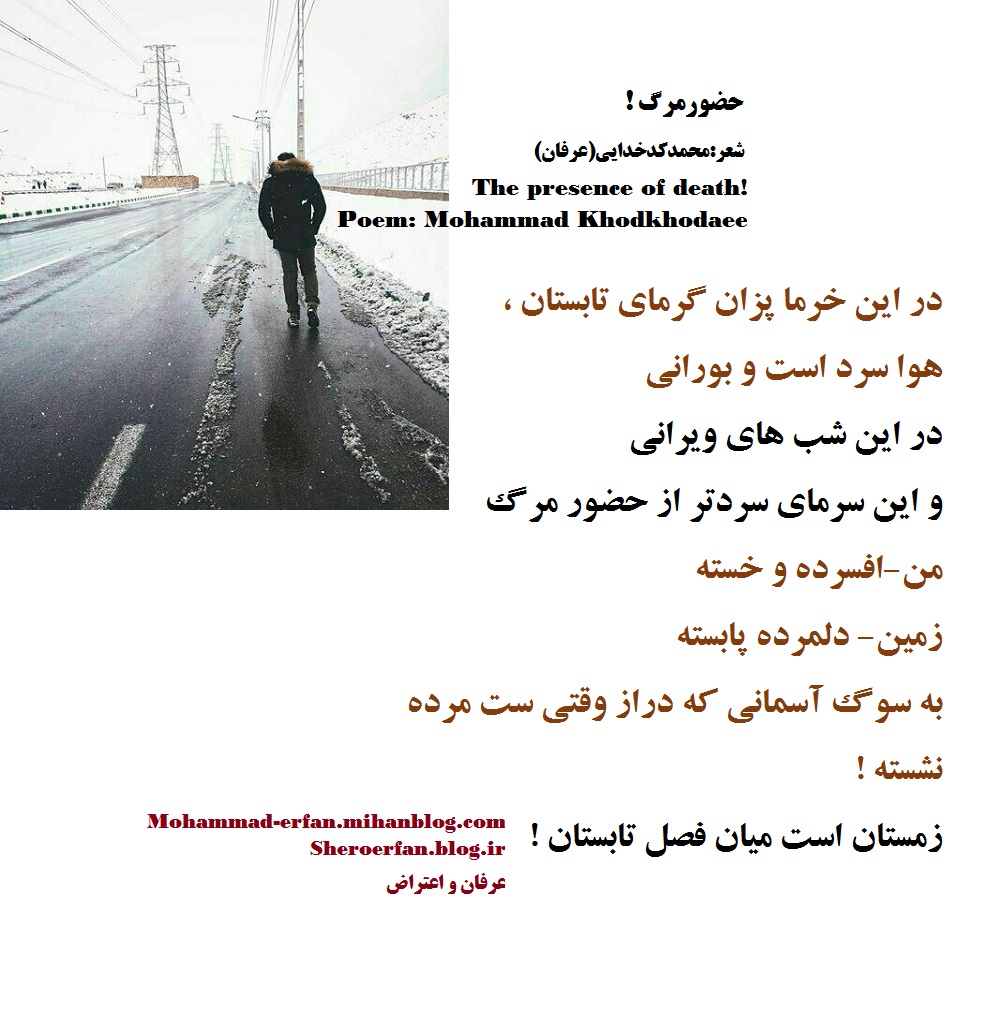 حضورمرگ !
شعر:محمدکدخدایی(عرفان)
The presence of death!
Poem: Mohammad Khodkhodaee
در این خرما پزان گرمای تابستان ،
هوا سرد است و بورانی
در این شب های ویرانی
و این سرمای سردتر از حضور مرگ
من-افسرده و خسته
زمین- دلمرده پابسته
به سوگ آسمانی که دراز وقتی ست مرده
نشسته !
زمستان است میان فصل تابستان !
Mohammad-erfan.mihanblog.com
Sheroerfan.blog.ir
عرفان و اعتراض